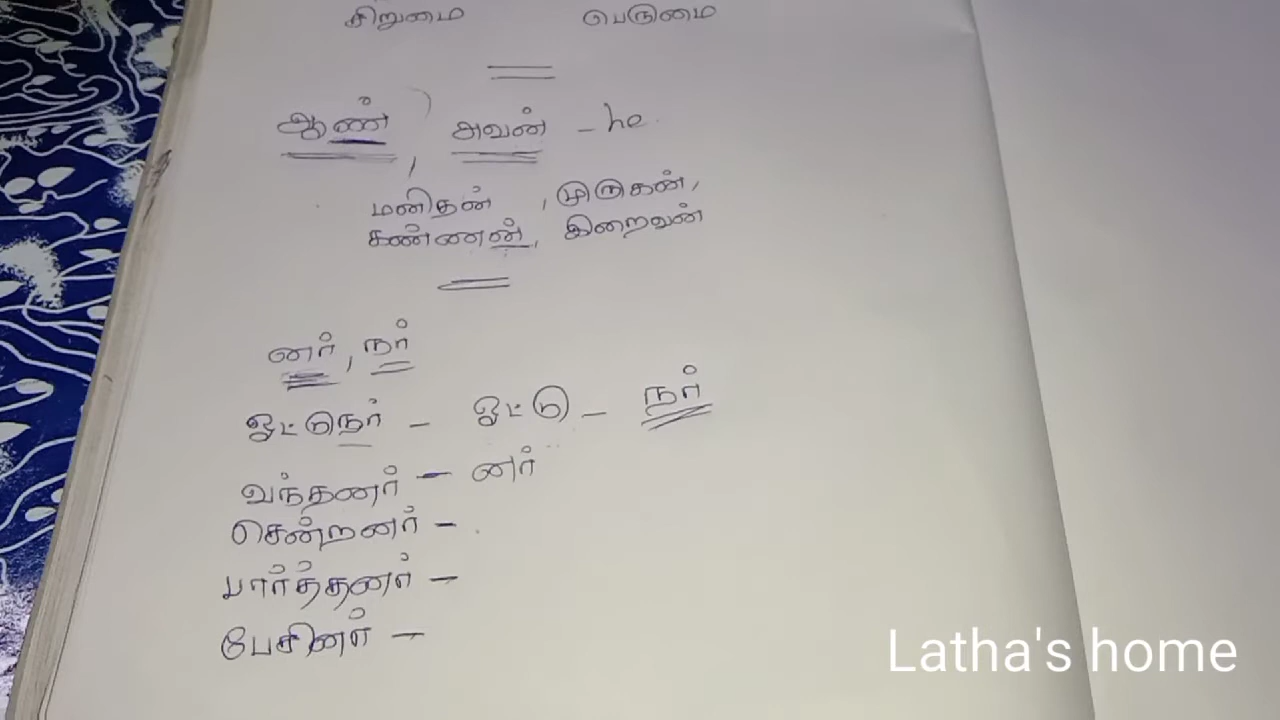 சிறுமை பெருமை
ஆண், அவன் - he
மனிதன், முருகன்,
கண்ணன், இறைவன்
னர், நர்
ஓட்டுநர் - ஓட்டு - நர்
வந்தனர் - னர்
சென்றனர் -
பார்த்தனர் -
பேசினர் -
Latha's home